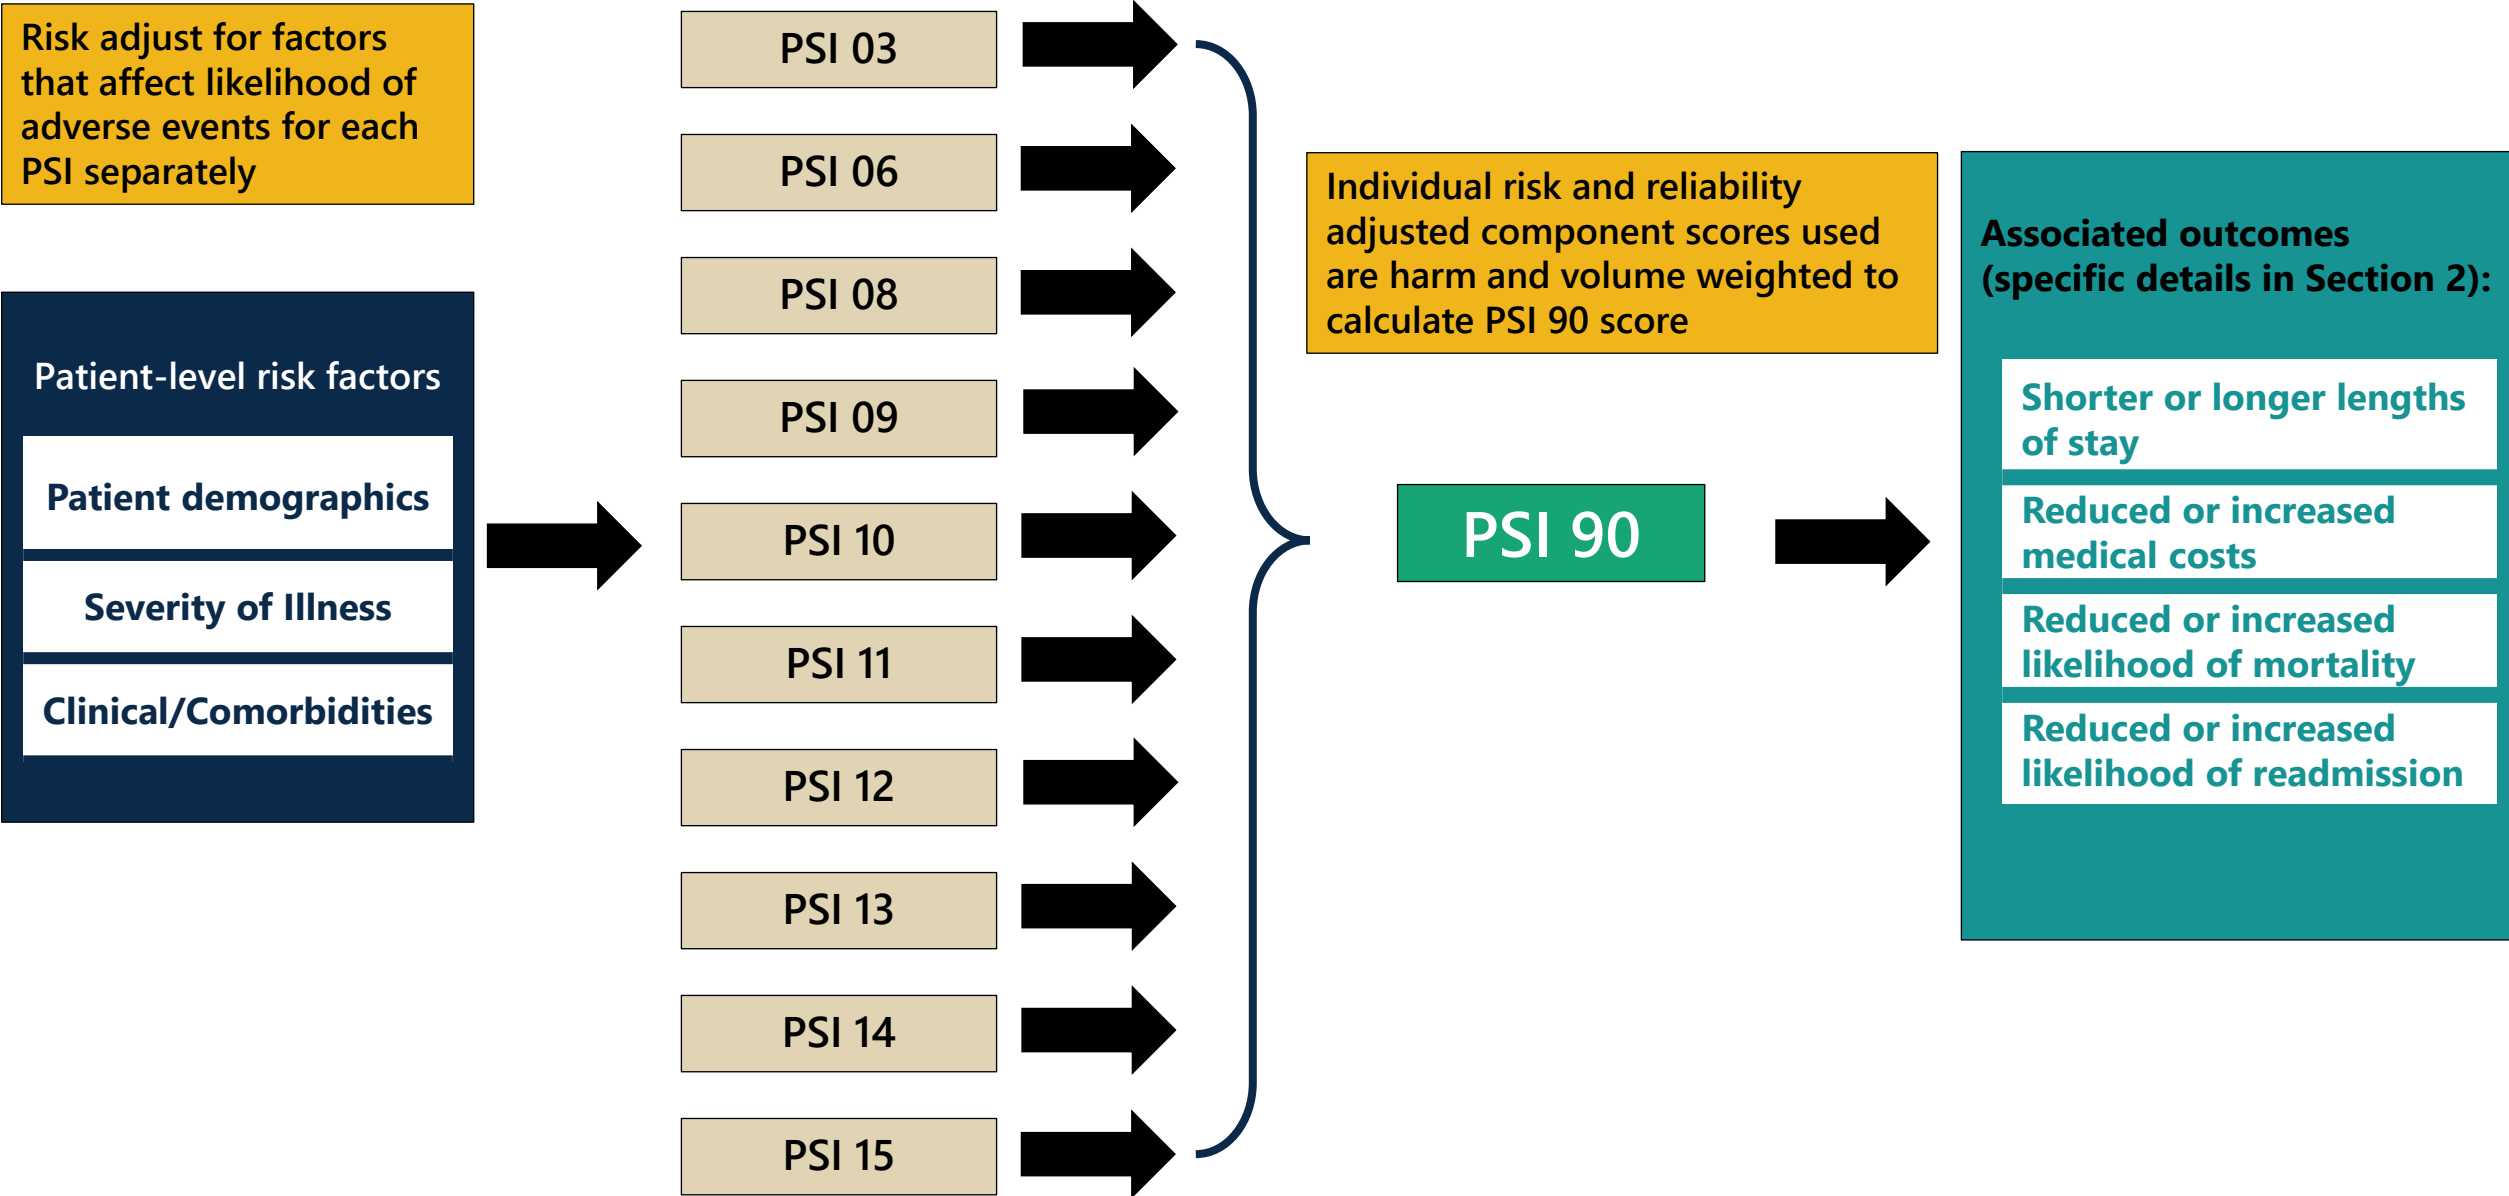 Risk adjust for factors
that affect likelihood of
adverse events for each
PSI separately
Patient-level risk factors
Patient demographics
Severity of Illness
Clinical/Comorbidities
PSI 03
PSI 06
PSI 08
PSI 09
PSI 10
PSI 11
PSI 12
PSI 13
PSI 14
PSI 15
Individual risk and reliability
adjusted component scores used
are harm and volume weighted to
calculate PSI 90 score
PSI 90
Associated outcomes
(specific details in Section 2):
Shorter or longer lengths
of stay
Reduced or increased
medical costs
Reduced or increased
likelihood of mortality
Reduced or increased
likelihood of readmission